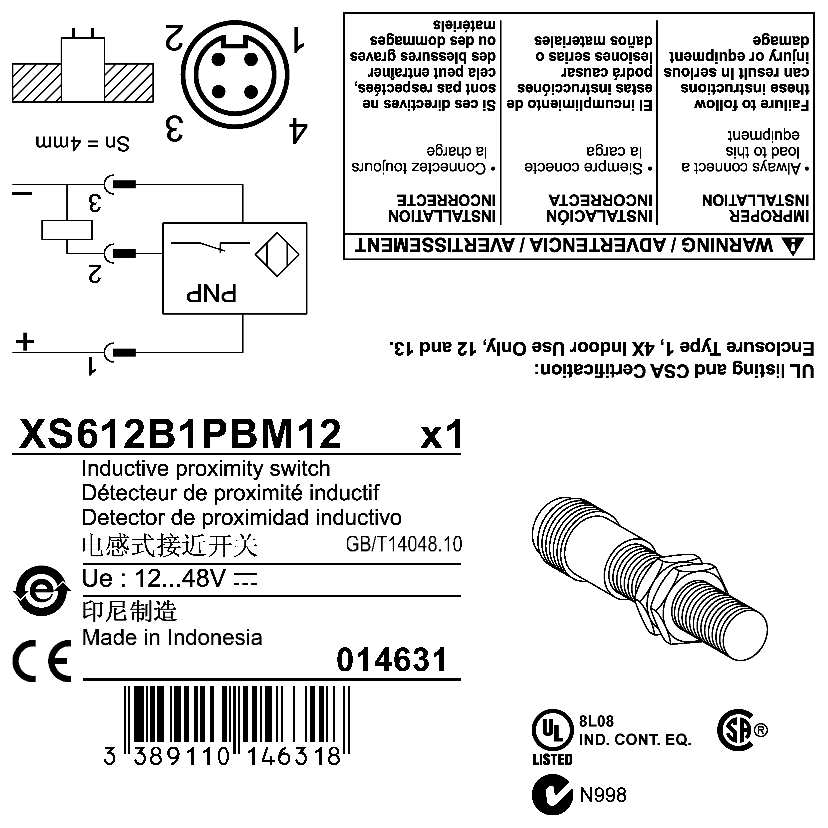 ⚠ WARNING / ADVERTENCIA / AVERTISSEMENT
IMPROPER
INSTALLATION
• Always connect a
load to this
equipment
Failure to follow
these instructions
can result in serious
injury or equipment
damage
INSTALACIÓN
INCORRECTA
• Siempre conecte
la carga
El incumplimiento de
estas instrucciónes
podrá causar
lesiones serias o
daños materiales
INSTALLATION
INCORRECTE
• Connectez toujours
la charge
Si ces directives ne
sont pas respectées,
cela peut entraîner
des blessures graves
ou des dommages
matériels
UL listing and CSA Certification:
Enclosure Type 1, 4X Indoor Use Only, 12 and 13.
1
+
PNP
2
3
−
Sn = 4mm
4
3
1
2
XS612B1PBM12 x1
Inductive proximity switch
Détecteur de proximité inductif
Detector de proximidad inductivo
电感式接近开关 GB/T14048.10
Ue : 12...48V ⎓
印尼制造
Made in Indonesia
CE
014631
3 389110 146318
UL
LISTED
8L08
IND. CONT. EQ.
SA ®
N998